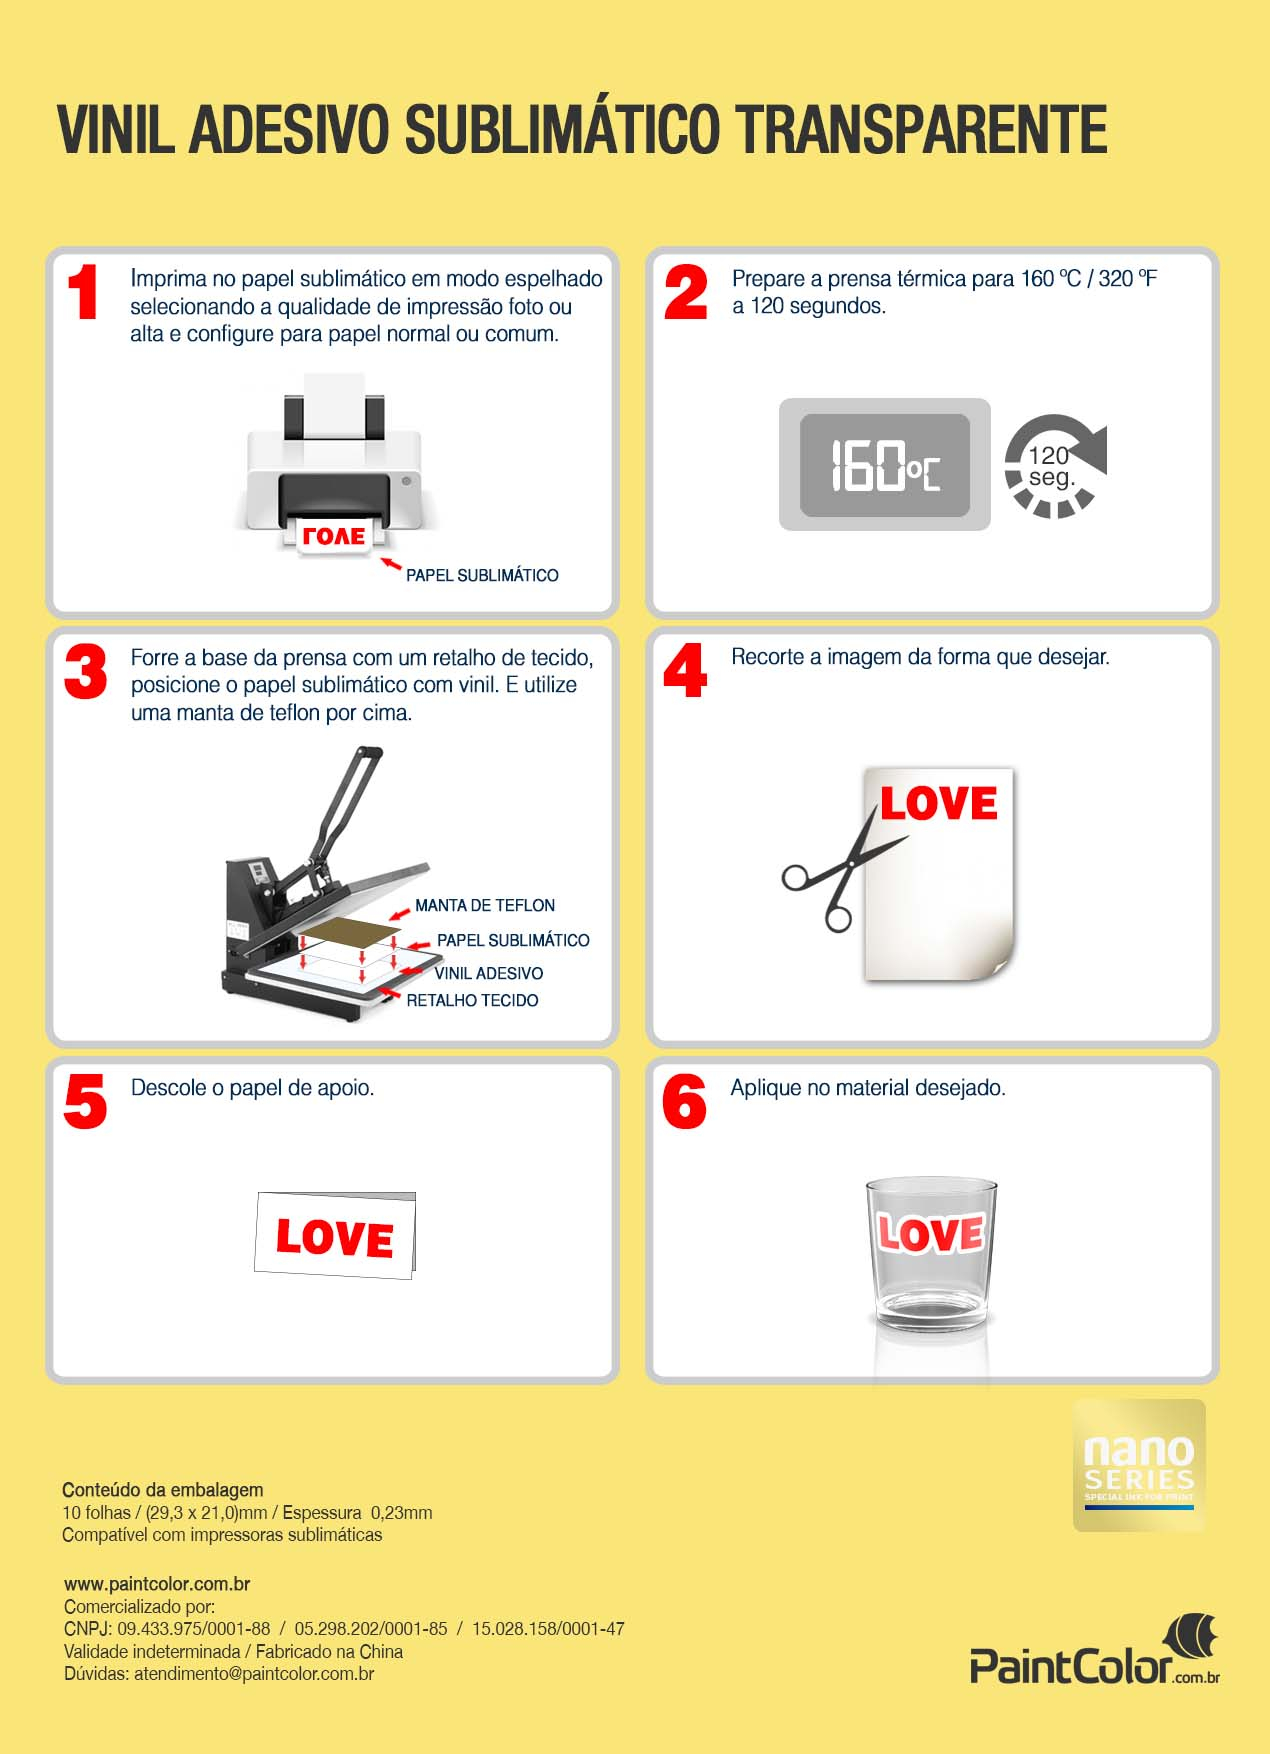 VINIL ADESIVO SUBLIMÁTICO TRANSPARENTE
1
Imprima no papel sublimático em modo espelhado
selecionando a qualidade de impressão foto ou
alta e configure para papel normal ou comum.
LOVE
PAPEL SUBLIMÁTICO
2
Prepare a prensa térmica para 160 ºC / 320 ºF
a 120 segundos.
160ºC
120
seg.
3
Forre a base da prensa com um retalho de tecido,
posicione o papel sublimático com vinil. E utilize
uma manta de teflon por cima.
MANTA DE TEFLON
PAPEL SUBLIMÁTICO
VINIL ADESIVO
RETALHO TECIDO
4
Recorte a imagem da forma que desejar.
LOVE
5
Descole o papel de apoio.
LOVE
6
Aplique no material desejado.
LOVE
nano
SERIES
SPECIAL INK FOR PRINT
Conteúdo da embalagem
10 folhas / (29,3 x 21,0)mm / Espessura 0,23mm
Compatível com impressoras sublimáticas
www.paintcolor.com.br
Comercializado por:
CNPJ: 09.433.975/0001-88 / 05.298.202/0001-85 / 15.028.158/0001-47
Validade indeterminada / Fabricado na China
Dúvidas: atendimento@paintcolor.com.br
PaintColor.com.br